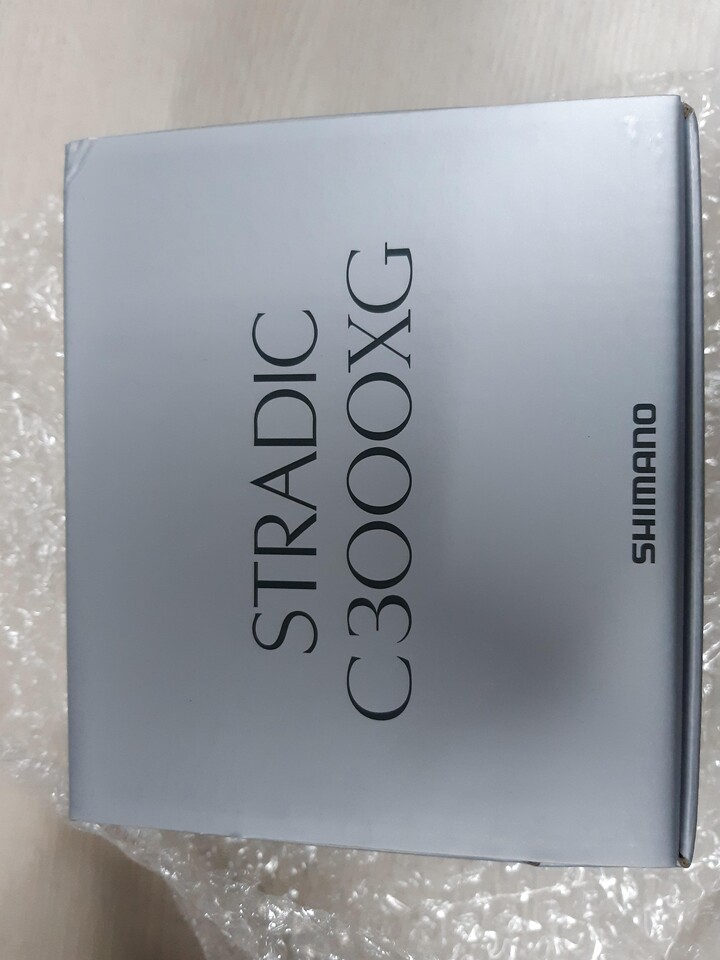 STRADIC
C3000XG
SHIMANO